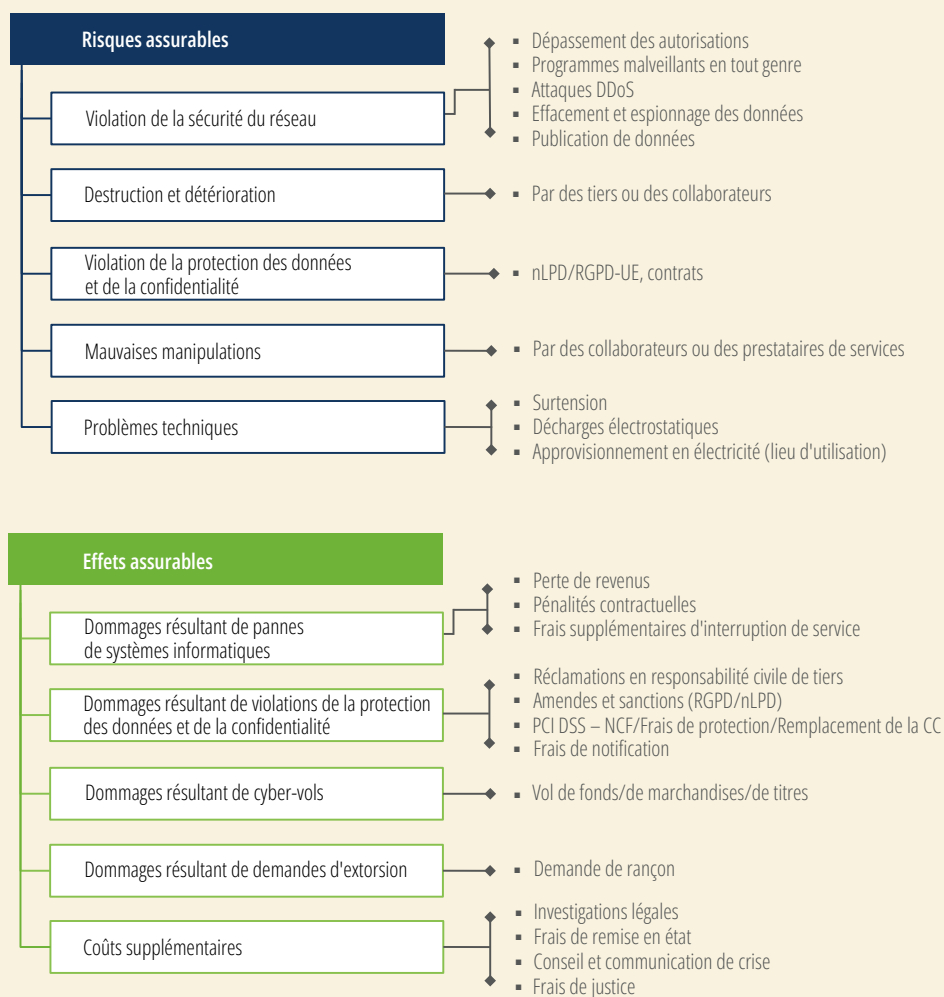 Risques assurables
Violation de la sécurité du réseau
▪ Dépassement des autorisations
▪ Programmes malveillants en tout genre
▪ Attaques DDoS
▪ Effacement et espionnage des données
▪ Publication de données
Destruction et détérioration
▪ Par des tiers ou des collaborateurs
Violation de la protection des données
et de la confidentialité
▪ nLPD/RGPD-UE, contrats
Mauvaises manipulations
▪ Par des collaborateurs ou des prestataires de services
Problèmes techniques
▪ Surtension
▪ Décharges électrostatiques
▪ Approvisionnement en électricité (lieu d'utilisation)
Effets assurables
Dommages résultant de pannes
de systèmes informatiques
▪ Perte de revenus
▪ Pénalités contractuelles
▪ Frais supplémentaires d'interruption de service
Dommages résultant de violations de la protection
des données et de la confidentialité
▪ Réclamations en responsabilité civile de tiers
▪ Amendes et sanctions (RGPD/nLPD)
▪ PCI DSS – NCF/Frais de protection/Remplacement de la CC
▪ Frais de notification
Dommages résultant de cyber-vols
▪ Vol de fonds/de marchandises/de titres
Dommages résultant de demandes d'extorsion
▪ Demande de rançon
Coûts supplémentaires
▪ Investigations légales
▪ Frais de remise en état
▪ Conseil et communication de crise
▪ Frais de justice